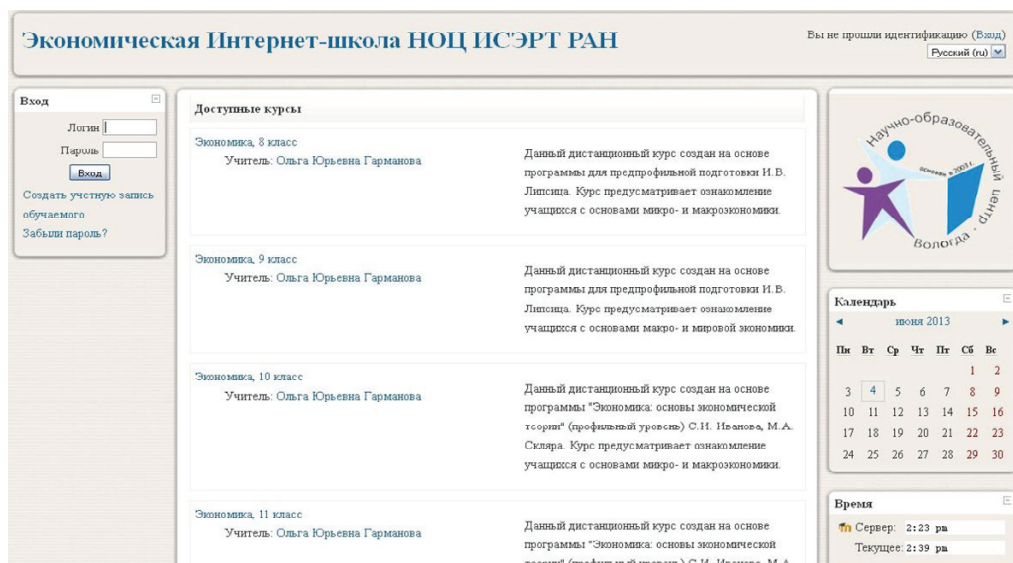 Экономическая Интернет-школа НОЦ ИСЭРТ РАН
Вы не прошли идентификацию (Вход)
Русский (ru)
Вход
Логин
Пароль
Вход
Создать учетную запись
обучаемого
Забыли пароль?
Доступные курсы
Экономика, 8 класс
Учитель: Ольга Юрьевна Гарманова
Данный дистанционный курс создан на основе
программы для предпрофильной подготовки И.В.
Липсица. Курс предусматривает ознакомление
учащихся с основами микро- и макроэкономики.
Экономика, 9 класс
Учитель: Ольга Юрьевна Гарманова
Данный дистанционный курс создан на основе
программы для предпрофильной подготовки И.В.
Липсица. Курс предусматривает ознакомление
учащихся с основами макро- и мировой экономики.
Экономика, 10 класс
Учитель: Ольга Юрьевна Гарманова
Данный дистанционный курс создан на основе
программы "Экономика: основы экономической
теории" (профильный уровень) С.И. Иванова, М.А.
Скляра. Курс предусматривает ознакомление
учащихся с основами микро- и макроэкономики.
Экономика, 11 класс
Учитель: Ольга Юрьевна Гарманова
Данный дистанционный курс создан на основе
программы "Экономика: основы экономической
теории" (профильный уровень) С.И. Иванова, М.А.
Научно-образовательный центр
основан в 2003 г.
Вологда
Календарь
июня 2013
Пн Вт Ср Чт Пт Сб Вс
1 2
3 4 5 6 7 8 9
10 11 12 13 14 15 16
17 18 19 20 21 22 23
24 25 26 27 28 29 30
Время
Сервер: 2:23 pm
Текущее: 2:39 pm